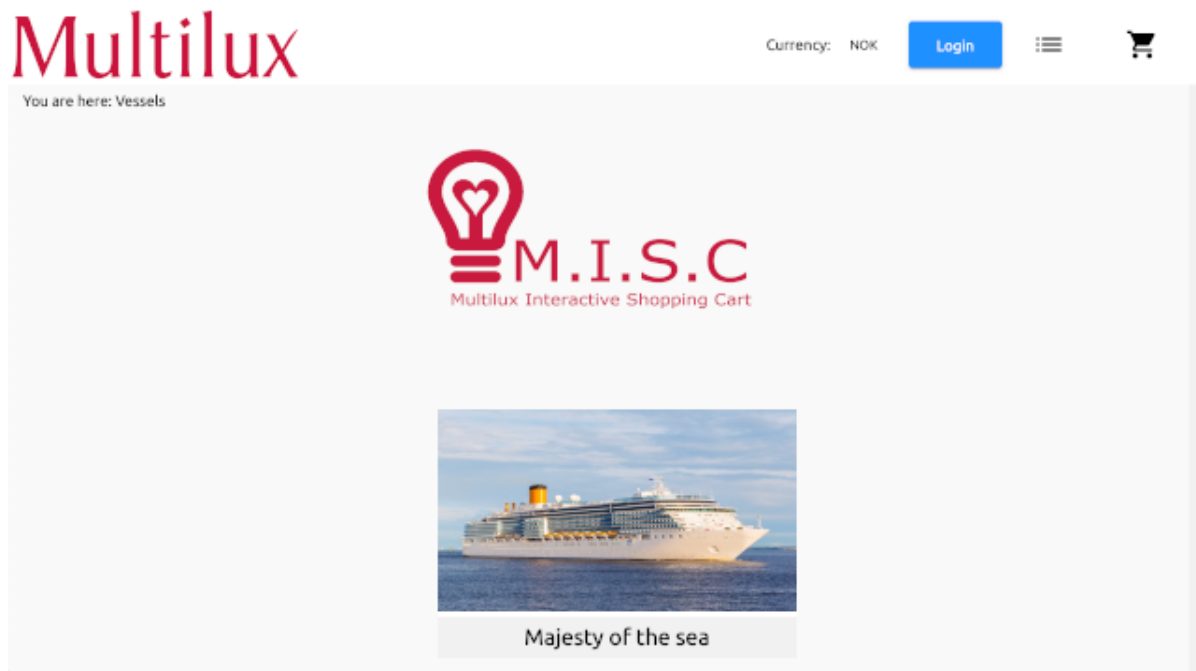 Multilux
Currency: NOK Login
You are here: Vessels
M.I.S.C
Multilux Interactive Shopping Cart
Majesty of the sea